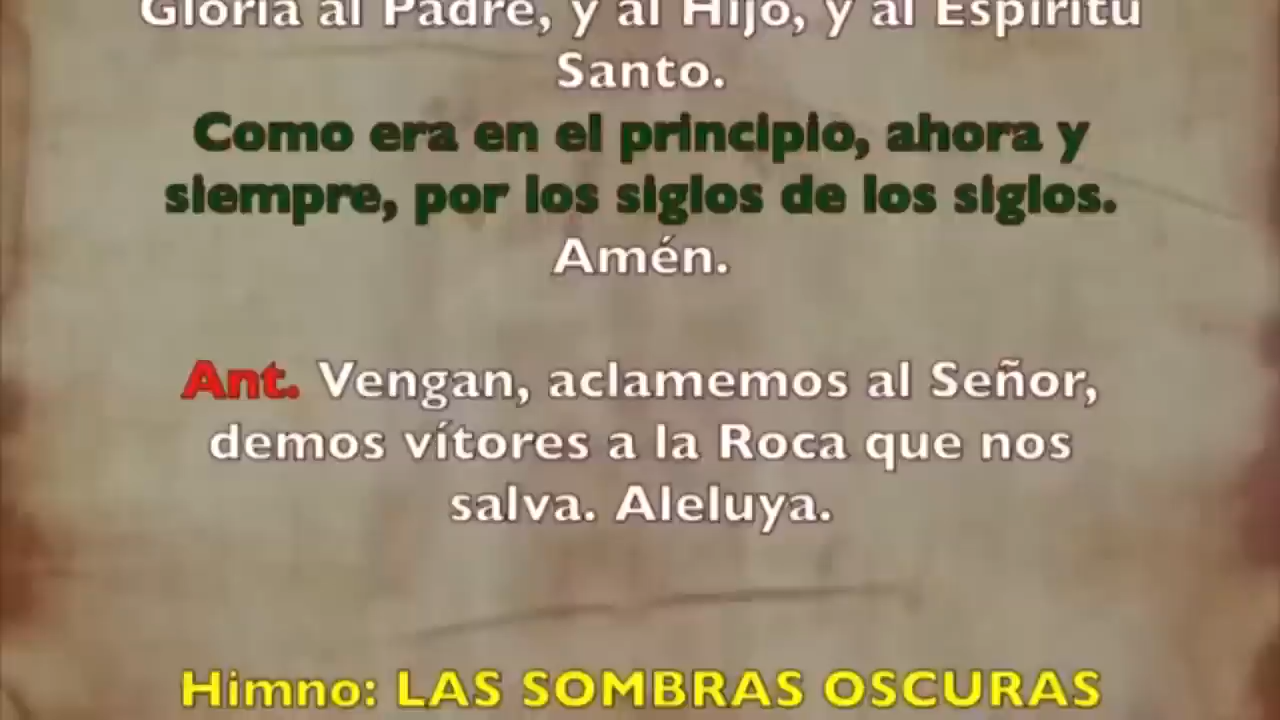 Gloria al Padre, y al Hijo, y al Espíritu
Santo.
Como era en el principio, ahora y
siempre, por los siglos de los siglos.
Amén.
Ant. Vengan, aclamemos al Señor,
demos vítores a la Roca que nos
salva. Aleluya.
Himno: LAS SOMBRAS OSCURAS